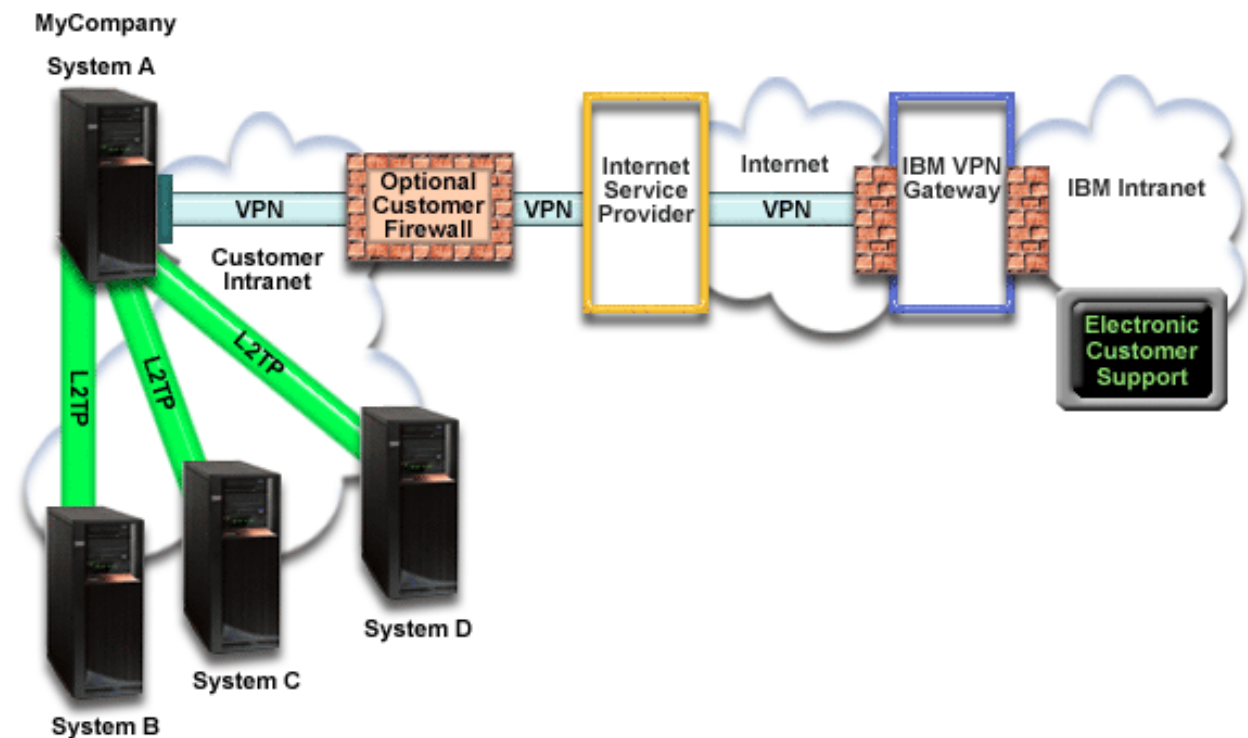 MyCompany
System A
VPN
Optional
Customer
Firewall
VPN
Internet
Service
Provider
Internet
VPN
IBM VPN
Gateway
IBM Intranet
Customer
Intranet
Electronic
Customer
Support
L2TP
L2TP
L2TP
System D
System C
System B